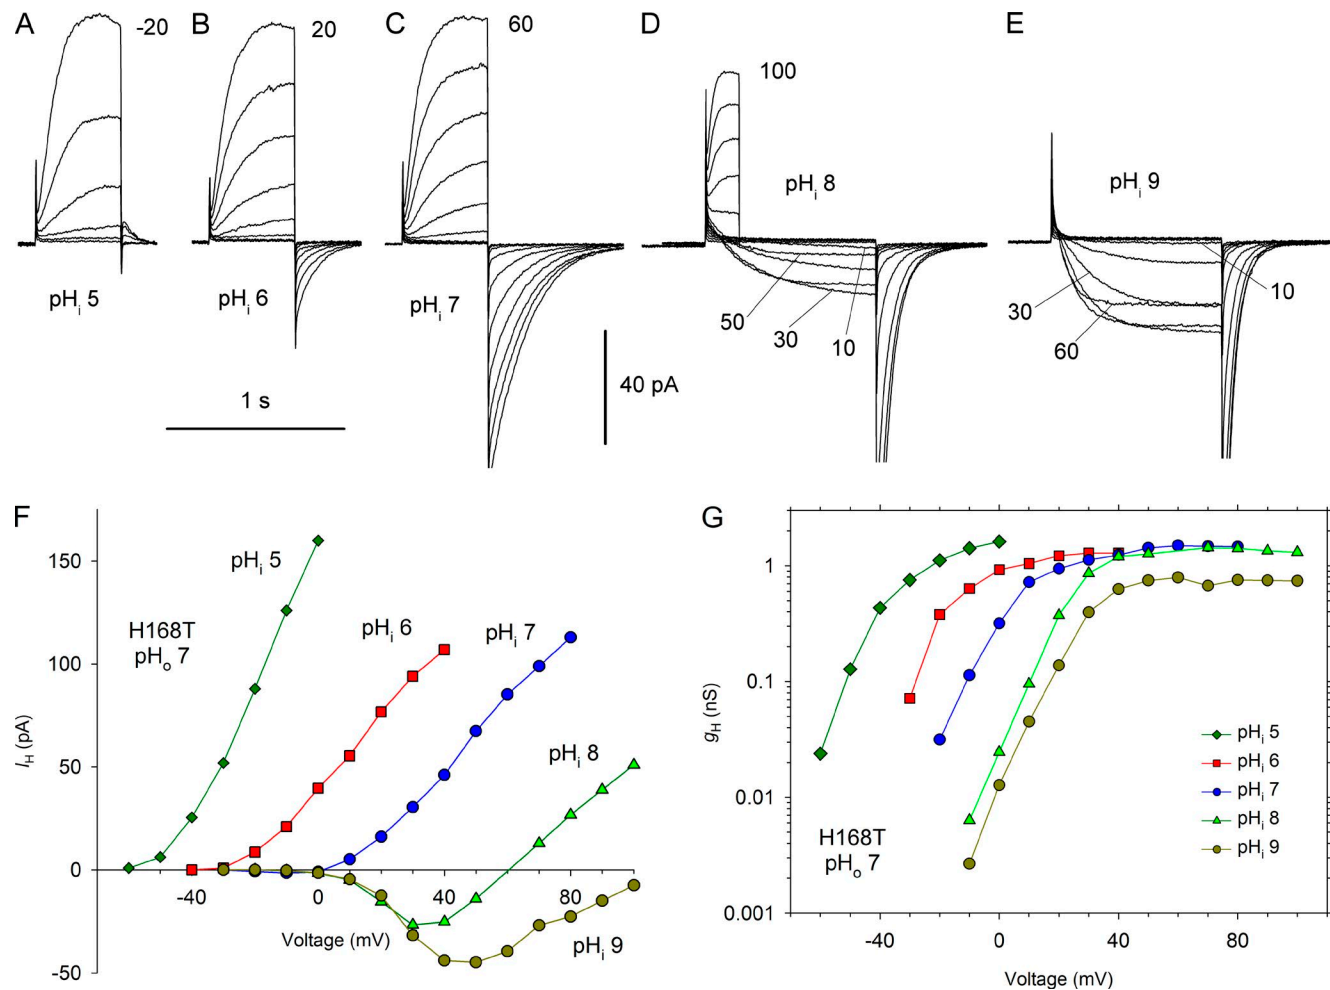 A
-20
B
20
C
60
D
100
E
pHi 5
pHi 6
pHi 7
pHi 8
pHi 9
50
30
10
30
60
10
1 s
40 pA
F
IH (pA)
150
100
50
0
-50
pHi 5
H168T
pHo 7
pHi 6
pHi 7
pHi 8
pHi 9
-40
0
40
80
Voltage (mV)
G
gH (nS)
1
0.1
0.01
0.001
H168T
pHo 7
pHi 5
pHi 6
pHi 7
pHi 8
pHi 9
-40
0
40
80
Voltage (mV)